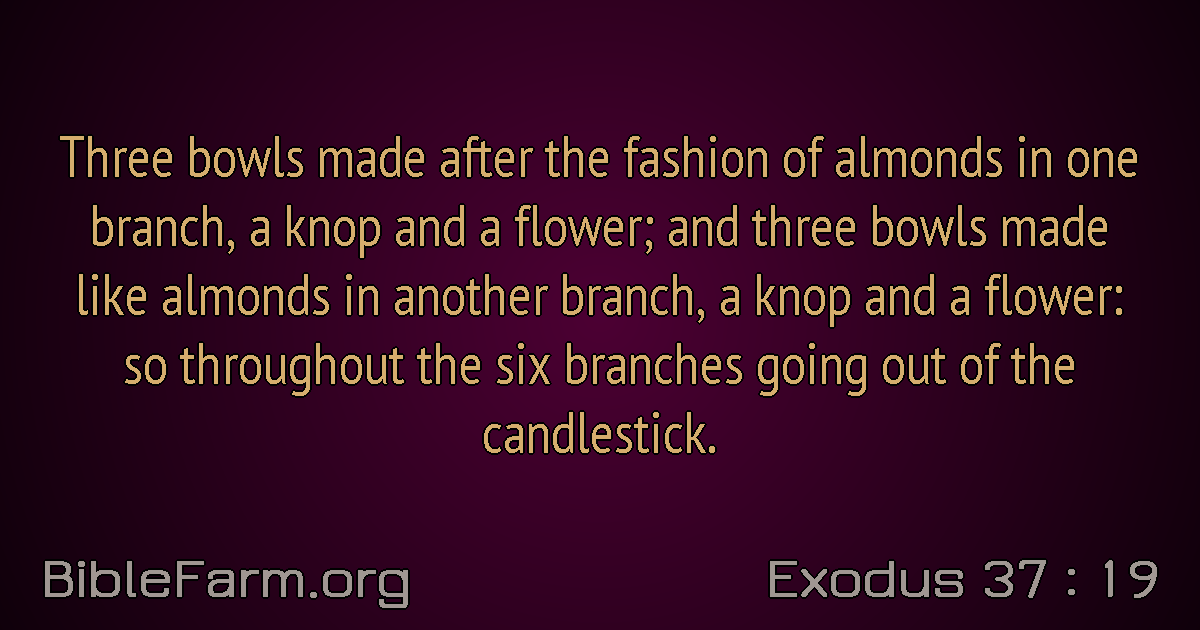 Three bowls made after the fashion of almonds in one
branch, a knop and a flower; and three bowls made
like almonds in another branch, a knop and a flower:
so throughout the six branches going out of the
candlestick.
BibleFarm.org
Exodus 37 : 19